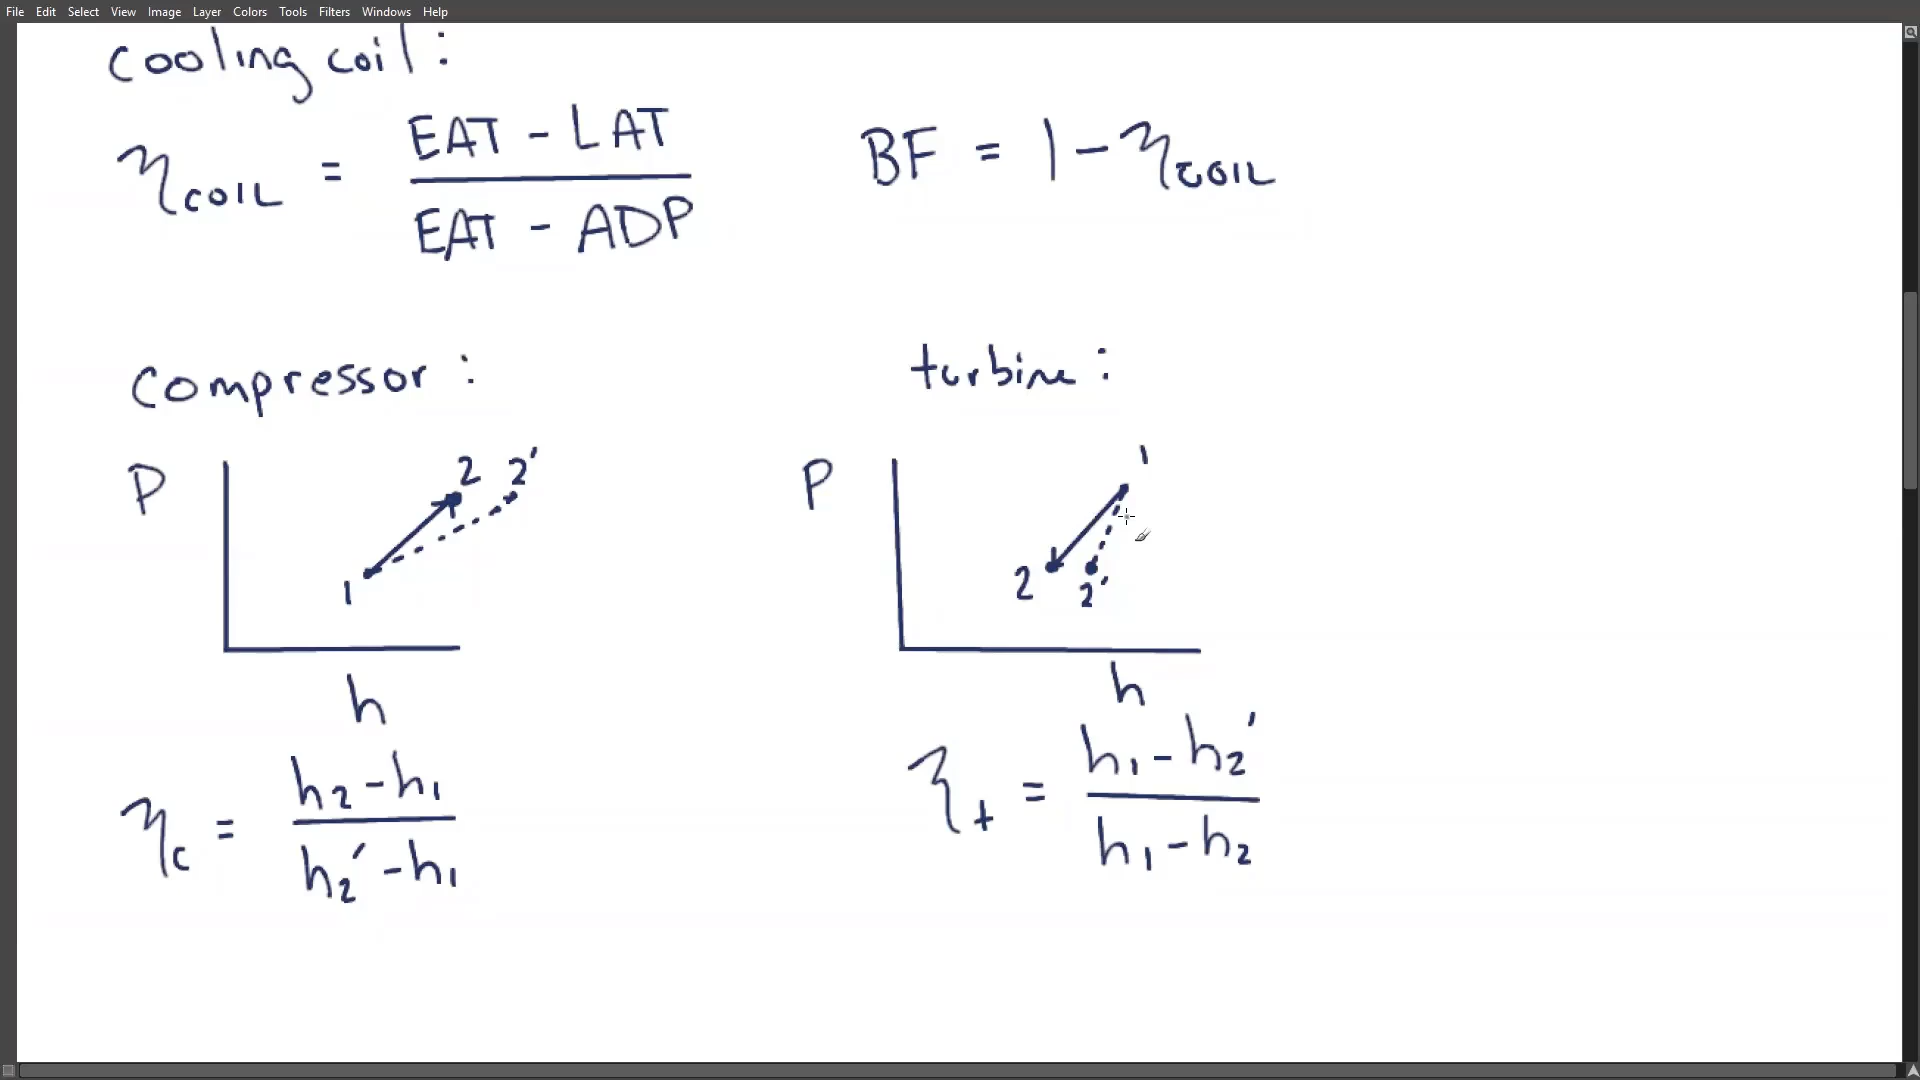 File Edit Select View Image Layer Colors Tools Filters Windows Help
cooling coil:
ηCOIL = EAT - LAT / EAT - ADP
BF = 1 - ηCOIL
compressor:
P
2 2'
1
h
ηc = h2 - h1 / h2' - h1
turbine:
P
1
2 2'
h
ηt = h1 - h2' / h1 - h2